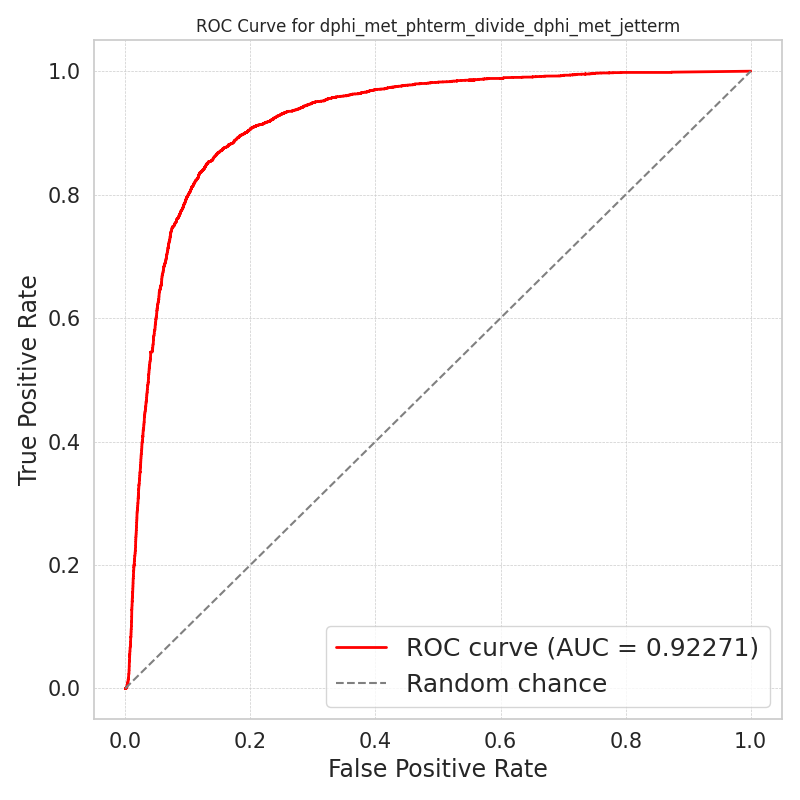 ROC Curve for dphi_met_phterm_divide_dphi_met_jetterm
1.0
0.8
0.6
0.4
0.2
0.0
True Positive Rate
ROC curve (AUC = 0.92271)
Random chance
0.0 0.2 0.4 0.6 0.8 1.0
False Positive Rate